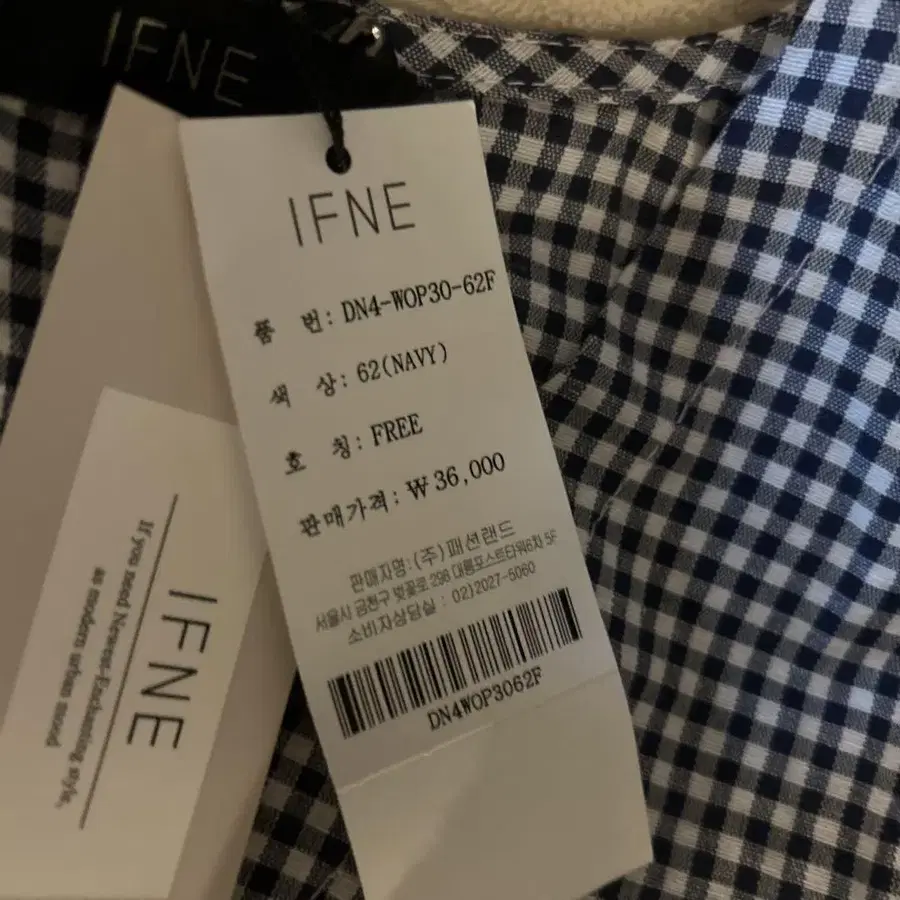 IFNE
IFNE
품 번: DN4-WOP30-62F
색 상: 62(NAVY)
호 칭: FREE
판매가격: ₩36,000
판매자명: (주)패션랜드
서울시 금천구 벚꽃로 298 대륭포스트타워6차 5F
소비자상담실 : 02)2027-5060
DN4WOP3062F
IFNE
If you need Newest-Enchanting style,
as modern urban mood